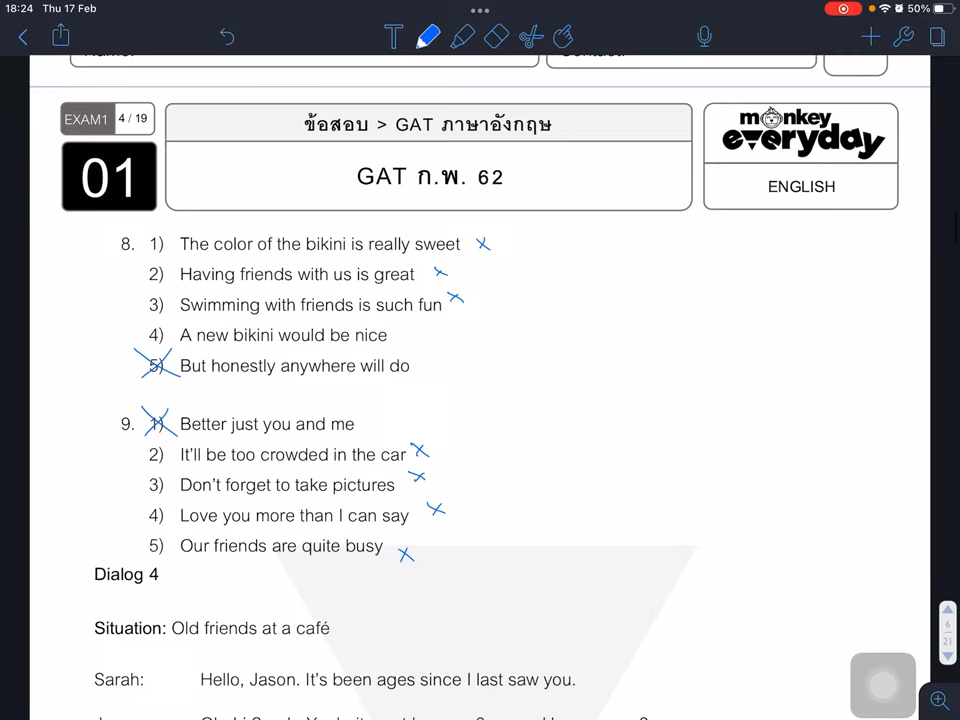 18:24 Thu 17 Feb
50%
EXAM1 4 / 19
01
ข้อสอบ > GAT ภาษาอังกฤษ
GAT ก.พ. 62
monkey
everyday
ENGLISH
8. 1) The color of the bikini is really sweet
2) Having friends with us is great
3) Swimming with friends is such fun
4) A new bikini would be nice
5) But honestly anywhere will do
9. 1) Better just you and me
2) It'll be too crowded in the car
3) Don't forget to take pictures
4) Love you more than I can say
5) Our friends are quite busy
Dialog 4
Situation: Old friends at a café
Sarah: Hello, Jason. It's been ages since I last saw you.
6
21